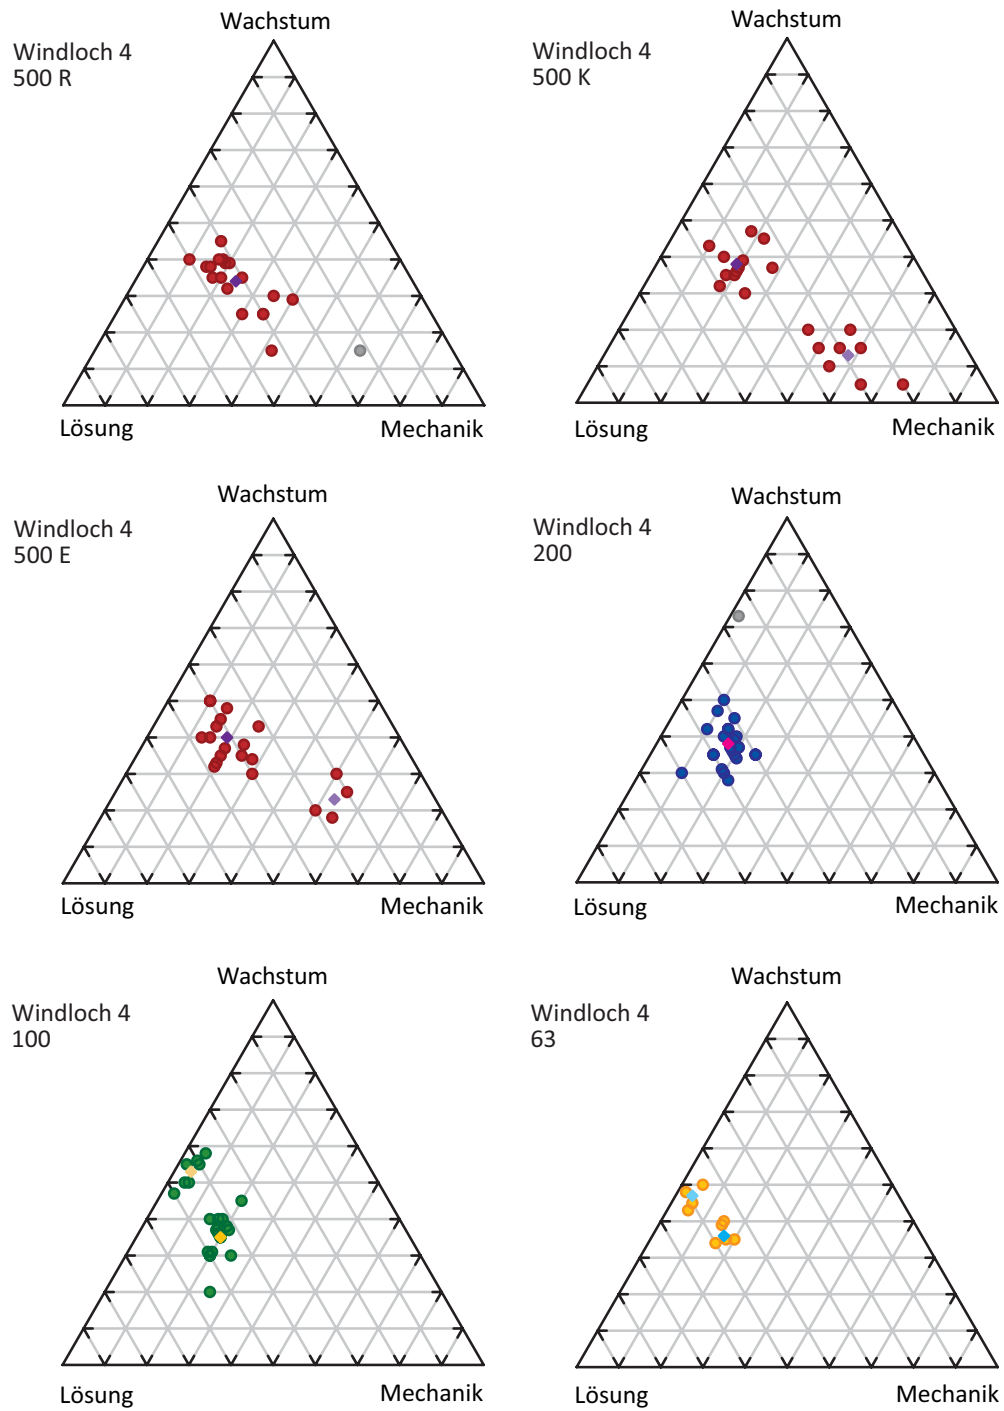 Wachstum
Windloch 4
500 R
Lösung
Mechanik
Wachstum
Windloch 4
500 K
Lösung
Mechanik
Wachstum
Windloch 4
500 E
Lösung
Mechanik
Wachstum
Windloch 4
200
Lösung
Mechanik
Wachstum
Windloch 4
100
Lösung
Mechanik
Wachstum
Windloch 4
63
Lösung
Mechanik